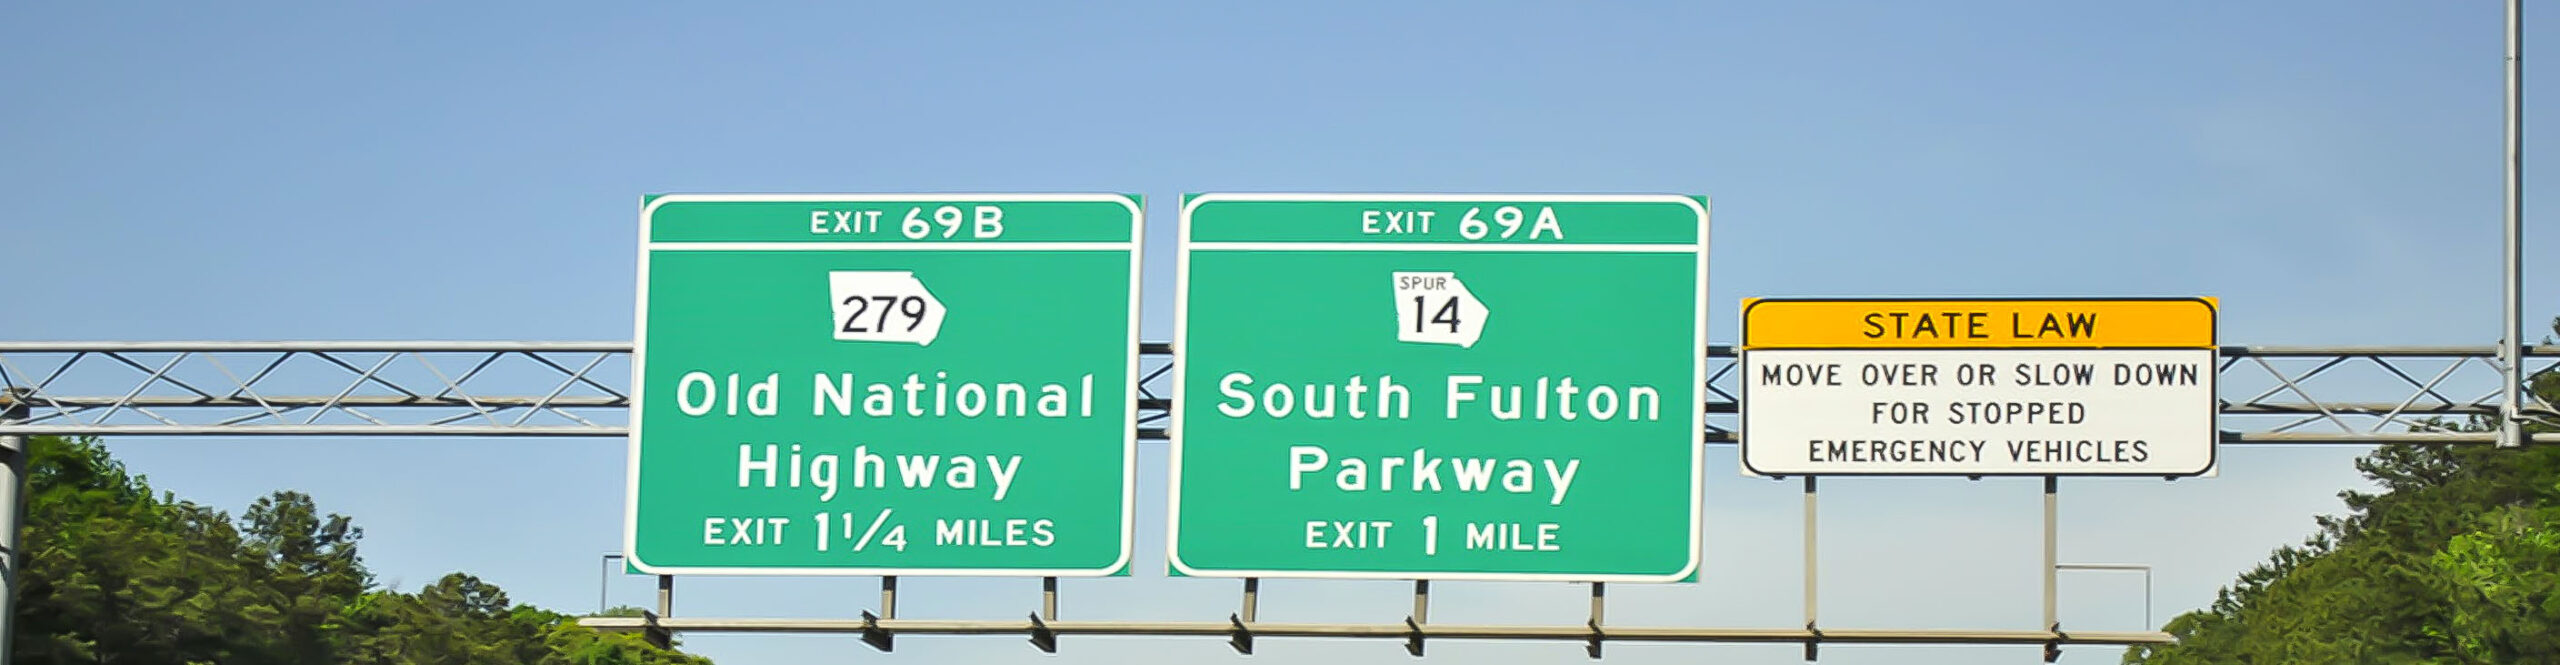 EXIT 69B
279
Old National
Highway
EXIT 1 1/4 MILES
EXIT 69A
SPUR
14
South Fulton
Parkway
EXIT 1 MILE
STATE LAW
MOVE OVER OR SLOW DOWN
FOR STOPPED
EMERGENCY VEHICLES